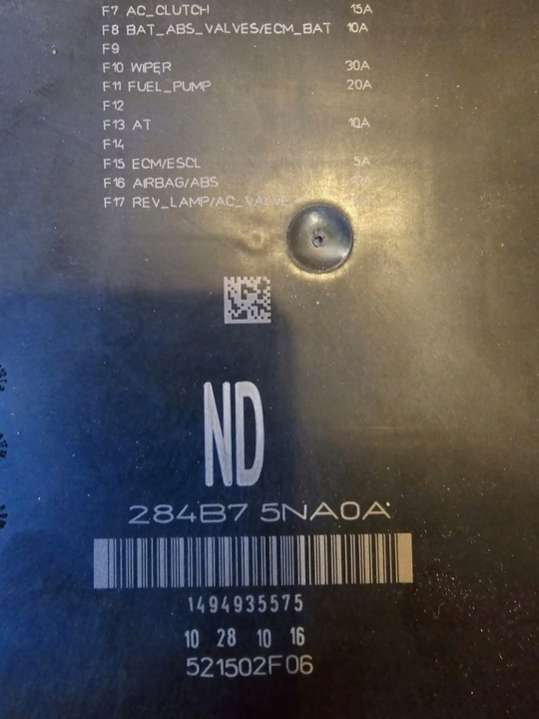 F7 AC_CLUTCH 15A
F8 BAT_ABS_VALVES/ECM_BAT 10A
F9
F10 WIPER 30A
F11 FUEL_PUMP 20A
F12
F13 AT 10A
F14
F15 ECM/ESCL 5A
F16 AIRBAG/ABS
F17 REV_LAMP/AC_VALVE
ND
284B7 5NA0A
1494935575
10 28 10 16
521502F06